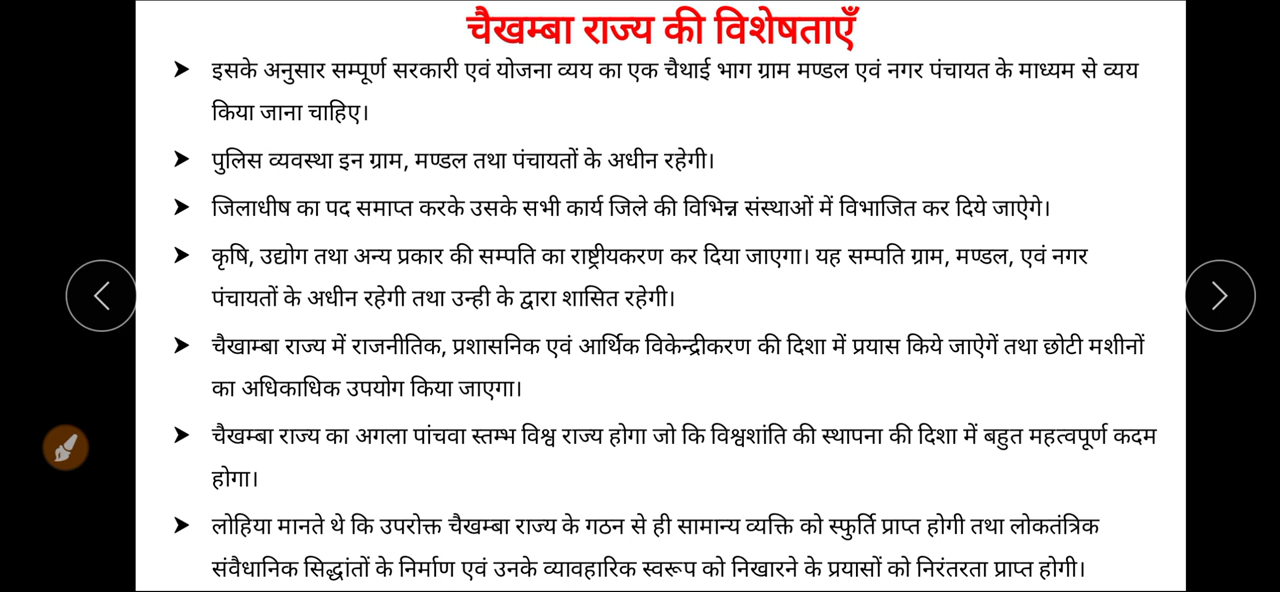 चैखम्बा राज्य की विशेषताएँ
➤ इसके अनुसार सम्पूर्ण सरकारी एवं योजना व्यय का एक चैथाई भाग ग्राम मण्डल एवं नगर पंचायत के माध्यम से व्यय
किया जाना चाहिए।
➤ पुलिस व्यवस्था इन ग्राम, मण्डल तथा पंचायतों के अधीन रहेगी।
➤ जिलाधीष का पद समाप्त करके उसके सभी कार्य जिले की विभिन्न संस्थाओं में विभाजित कर दिये जाऐगे।
➤ कृषि, उद्योग तथा अन्य प्रकार की सम्पति का राष्ट्रीयकरण कर दिया जाएगा। यह सम्पति ग्राम, मण्डल, एवं नगर
पंचायतों के अधीन रहेगी तथा उन्ही के द्वारा शासित रहेगी।
➤ चैखाम्बा राज्य में राजनीतिक, प्रशासनिक एवं आर्थिक विकेन्द्रीकरण की दिशा में प्रयास किये जाऐगें तथा छोटी मशीनों
का अधिकाधिक उपयोग किया जाएगा।
➤ चैखम्बा राज्य का अगला पांचवा स्तम्भ विश्व राज्य होगा जो कि विश्वशांति की स्थापना की दिशा में बहुत महत्वपूर्ण कदम
होगा।
➤ लोहिया मानते थे कि उपरोक्त चैखम्बा राज्य के गठन से ही सामान्य व्यक्ति को स्फुर्ति प्राप्त होगी तथा लोकतंत्रिक
संवैधानिक सिद्धांतों के निर्माण एवं उनके व्यावहारिक स्वरूप को निखारने के प्रयासों को निरंतरता प्राप्त होगी।